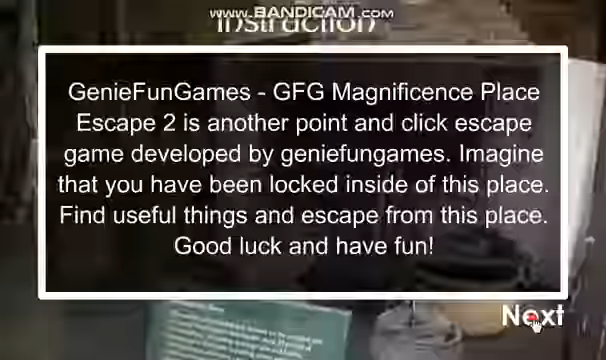 www.BANDICAM.com
instruction
GenieFunGames - GFG Magnificence Place
Escape 2 is another point and click escape
game developed by geniefungames. Imagine
that you have been locked inside of this place.
Find useful things and escape from this place.
Good luck and have fun!
Next